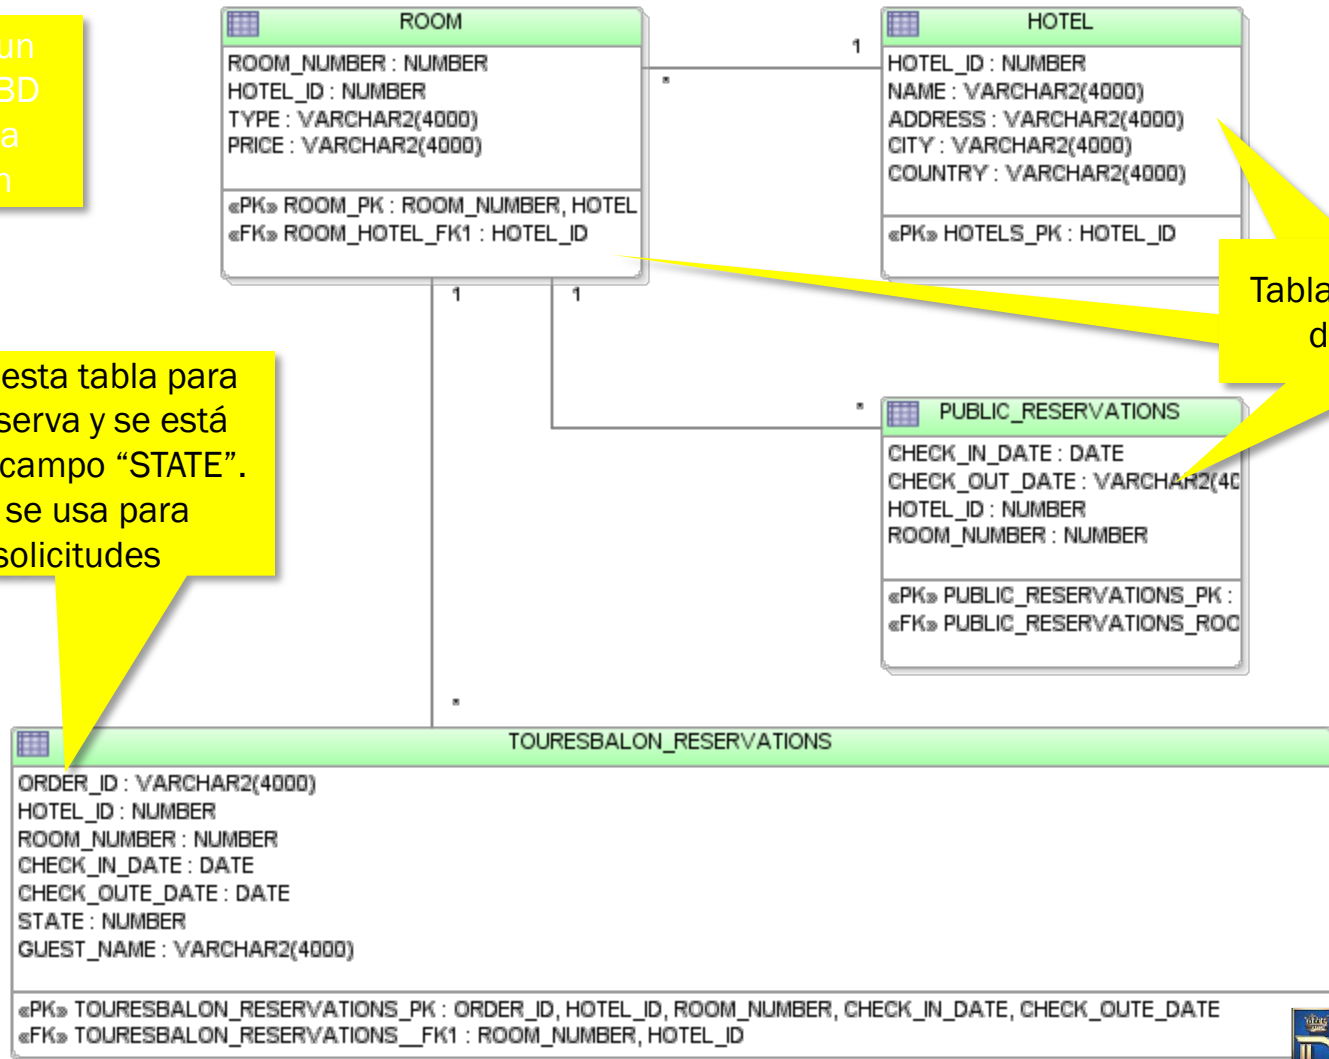 un
BD
a
n
ROOM
ROOM_NUMBER : NUMBER
HOTEL_ID : NUMBER
TYPE : VARCHAR2(4000)
PRICE : VARCHAR2(4000)
«PK» ROOM_PK : ROOM_NUMBER, HOTEL
«FK» ROOM_HOTEL_FK1 : HOTEL_ID
*
1
HOTEL
HOTEL_ID : NUMBER
NAME : VARCHAR2(4000)
ADDRESS : VARCHAR2(4000)
CITY : VARCHAR2(4000)
COUNTRY : VARCHAR2(4000)
«PK» HOTELS_PK : HOTEL_ID
1
1
Tabla
d
esta tabla para
serva y se está
campo “STATE”.
se usa para
solicitudes
*
PUBLIC_RESERVATIONS
CHECK_IN_DATE : DATE
CHECK_OUT_DATE : VARCHAR2(40
HOTEL_ID : NUMBER
ROOM_NUMBER : NUMBER
«PK» PUBLIC_RESERVATIONS_PK :
«FK» PUBLIC_RESERVATIONS_ROO
*
TOURESBALON_RESERVATIONS
ORDER_ID : VARCHAR2(4000)
HOTEL_ID : NUMBER
ROOM_NUMBER : NUMBER
CHECK_IN_DATE : DATE
CHECK_OUTE_DATE : DATE
STATE : NUMBER
GUEST_NAME : VARCHAR2(4000)
«PK» TOURESBALON_RESERVATIONS_PK : ORDER_ID, HOTEL_ID, ROOM_NUMBER, CHECK_IN_DATE, CHECK_OUTE_DATE
«FK» TOURESBALON_RESERVATIONS__FK1 : ROOM_NUMBER, HOTEL_ID